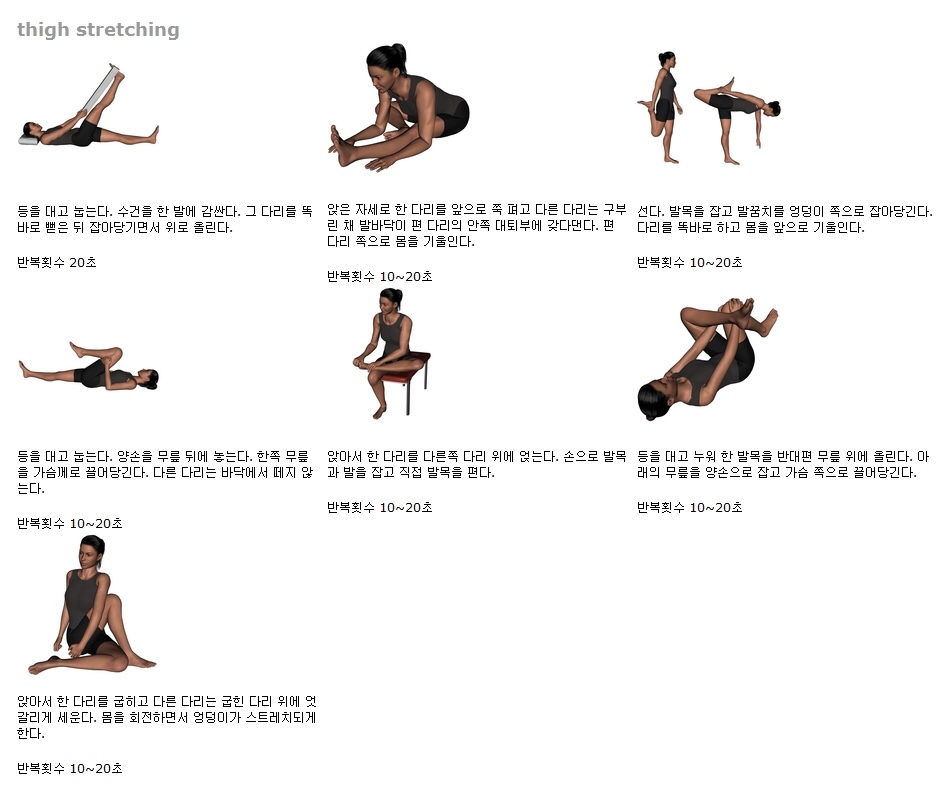 thigh stretching
등을 대고 눕는다. 수건을 한 발에 감싼다. 그 다리를 똑
바로 뻗은 뒤 잡아당기면서 위로 올린다.
반복횟수 20초
앉은 자세로 한 다리를 앞으로 쭉 펴고 다른 다리는 구부
린 채 발바닥이 편 다리의 안쪽 대퇴부에 갖다댄다. 편
다리 쪽으로 몸을 기울인다.
반복횟수 10~20초
선다. 발목을 잡고 발꿈치를 엉덩이 쪽으로 잡아당긴다.
다리를 똑바로 하고 몸을 앞으로 기울인다.
반복횟수 10~20초
등을 대고 눕는다. 양손을 무릎 뒤에 놓는다. 한쪽 무릎
을 가슴께로 끌어당긴다. 다른 다리는 바닥에서 떼지 않
는다.
반복횟수 10~20초
앉아서 한 다리를 다른쪽 다리 위에 얹는다. 손으로 발목
과 발을 잡고 직접 발목을 편다.
반복횟수 10~20초
등을 대고 누워 한 발목을 반대편 무릎 위에 올린다. 아
래의 무릎을 양손으로 잡고 가슴 쪽으로 끌어당긴다.
반복횟수 10~20초
앉아서 한 다리를 굽히고 다른 다리는 굽힌 다리 위에 엇
갈리게 세운다. 몸을 회전하면서 엉덩이가 스트레치되게
한다.
반복횟수 10~20초